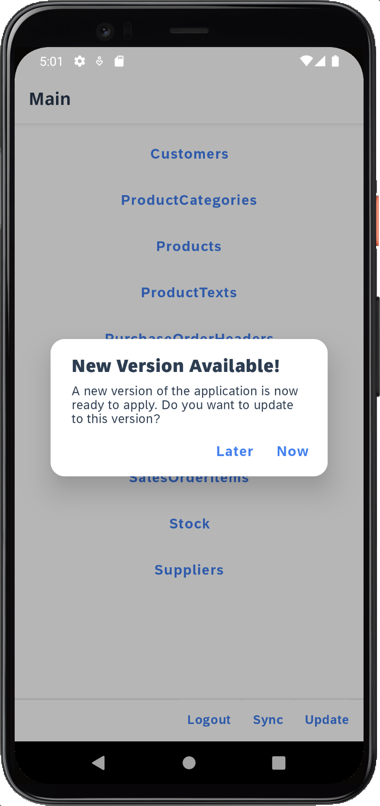 5:01
Main
Customers
ProductCategories
Products
ProductTexts
PurchaseOrderHeaders
New Version Available!
A new version of the application is now
ready to apply. Do you want to update
to this version?
Later Now
SalesOrderItems
Stock
Suppliers
Logout Sync Update